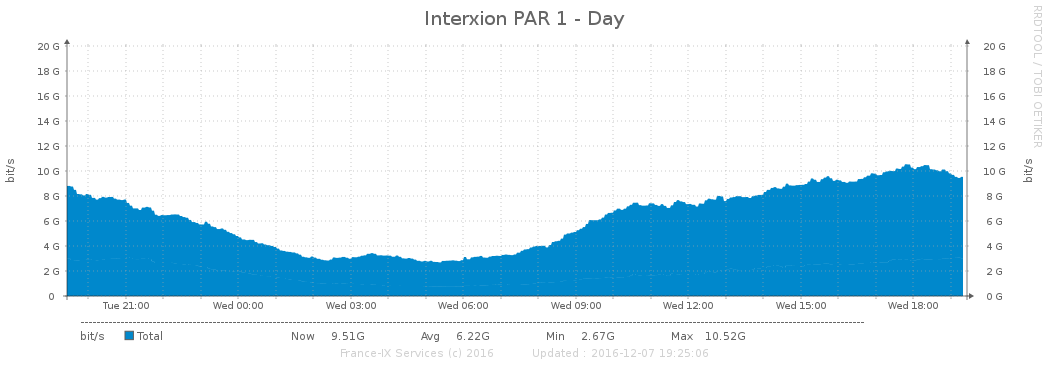 Interxion PAR 1 - Day
RRDTOOL / TOBI OETIKER
bit/s
20 G 20 G
18 G 18 G
16 G 16 G
14 G 14 G
12 G 12 G
10 G 10 G
8 G 8 G
6 G 6 G
4 G 4 G
2 G 2 G
0 0 G
bit/s
Tue 21:00 Wed 00:00 Wed 03:00 Wed 06:00 Wed 09:00 Wed 12:00 Wed 15:00 Wed 18:00
bit/s Total Now 9.51G Avg 6.22G Min 2.67G Max 10.52G
France-IX Services (c) 2016 Updated : 2016-12-07 19:25:06